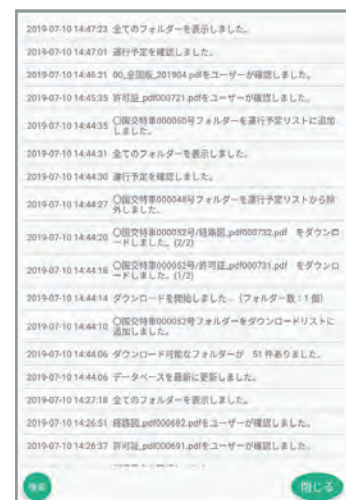 2019-07-10 14:47:23 全てのフォルダーを表示しました。
2019-07-10 14:47:01 運行予定を確認しました。
2019-07-10 14:46:21 00_全国版_201904.pdfをユーザーが確認しました。
2019-07-10 14:45:35 許可証_pdf000721.pdfをユーザーが確認しました。
2019-07-10 14:44:35 〇国交特車000050号フォルダーを運行予定リストに追加
しました。
2019-07-10 14:44:31 全てのフォルダーを表示しました。
2019-07-10 14:44:30 運行予定を確認しました。
2019-07-10 14:44:27 〇国交特車000048号フォルダーを運行予定リストから除
外しました。
2019-07-10 14:44:20 〇国交特車000052号/経路図_pdf000732.pdf をダウンロ
ードしました。(2/2)
2019-07-10 14:44:18 〇国交特車000052号/許可証_pdf000731.pdf をダウンロ
ードしました。(1/2)
2019-07-10 14:44:14 ダウンロードを開始しました... (フォルダー数：1個)
2019-07-10 14:44:10 〇国交特車000052号フォルダーをダウンロードリストに
追加しました。
2019-07-10 14:44:06 ダウンロード可能なフォルダーが 51件ありました。
2019-07-10 14:44:06 データベースを最新に更新しました。
2019-07-10 14:27:18 全てのフォルダーを表示しました。
2019-07-10 14:26:51 経路図_pdf000682.pdfをユーザーが確認しました。
2019-07-10 14:26:37 許可証_pdf000691.pdfをユーザーが確認しました。
検索
閉じる